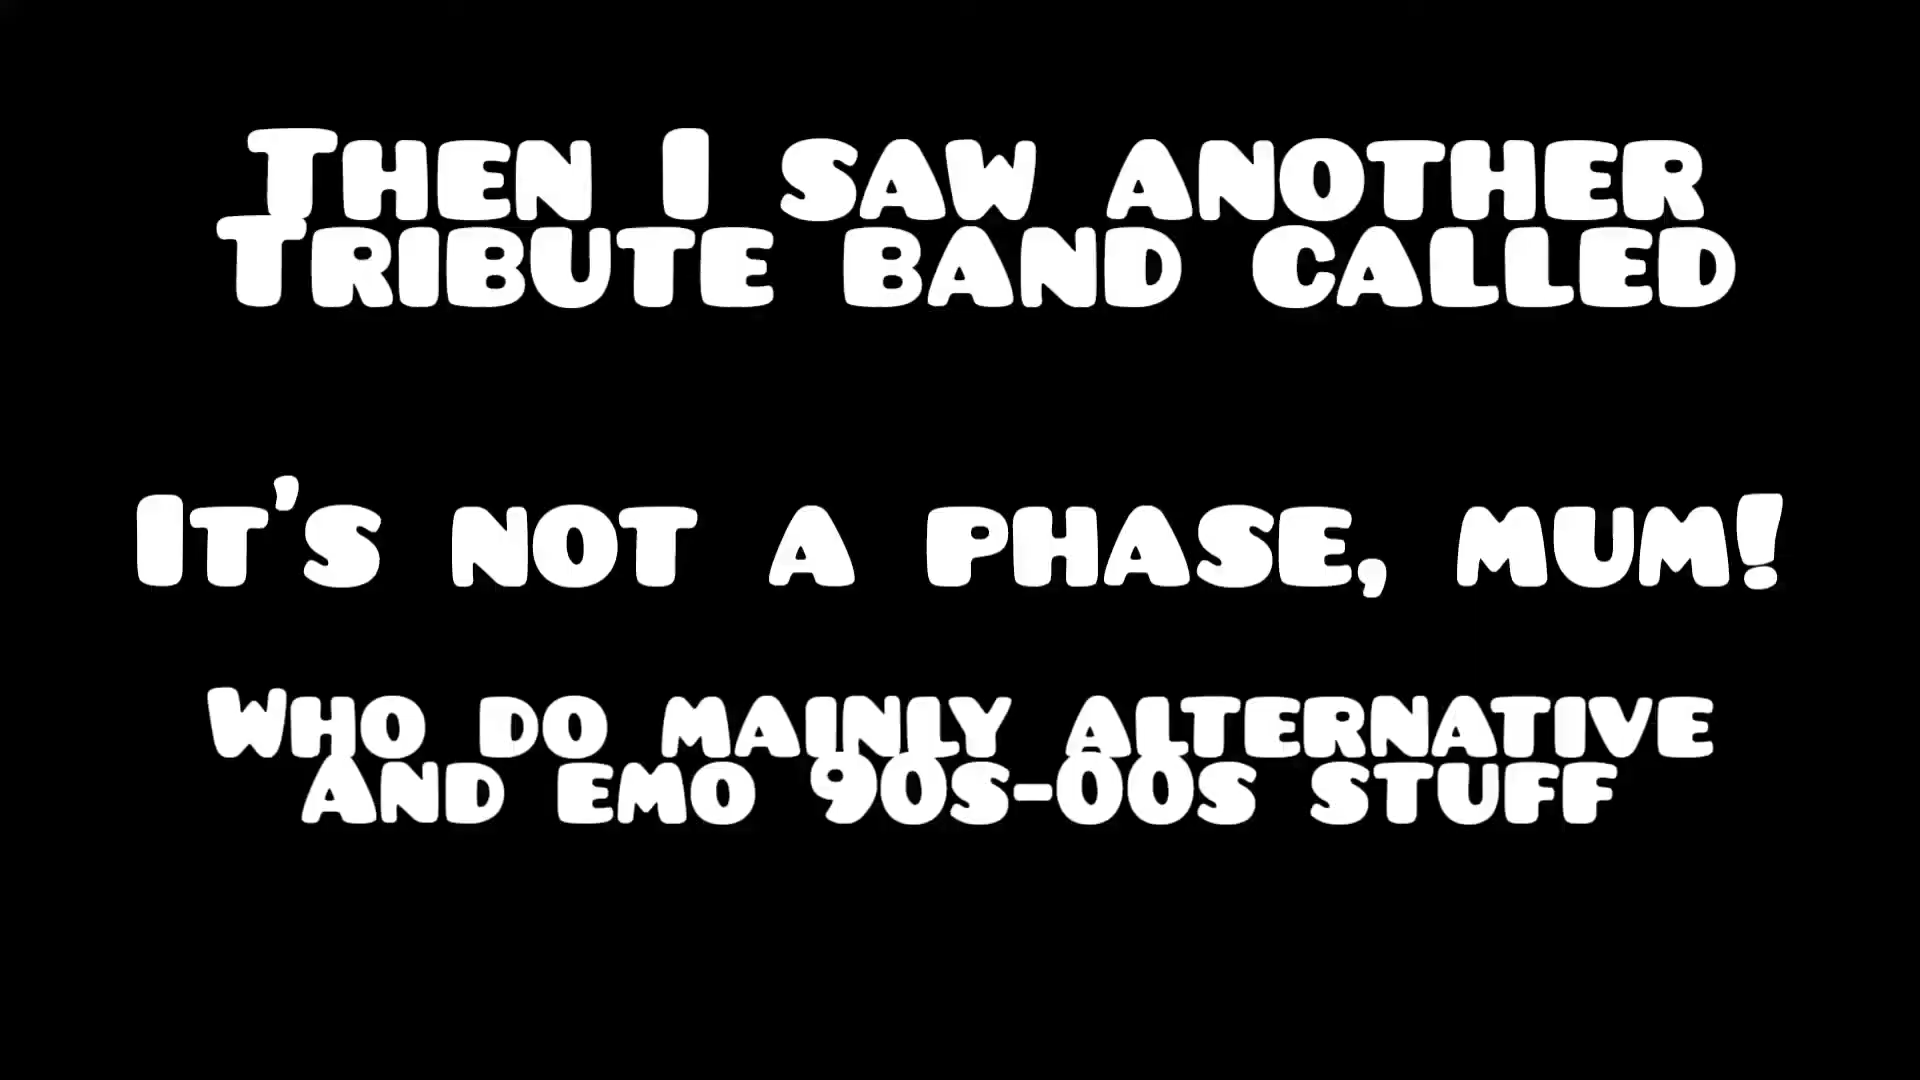 Then I saw another
Tribute band called
It's not a phase, mum!
Who do mainly alternative
And emo 90s-00s stuff